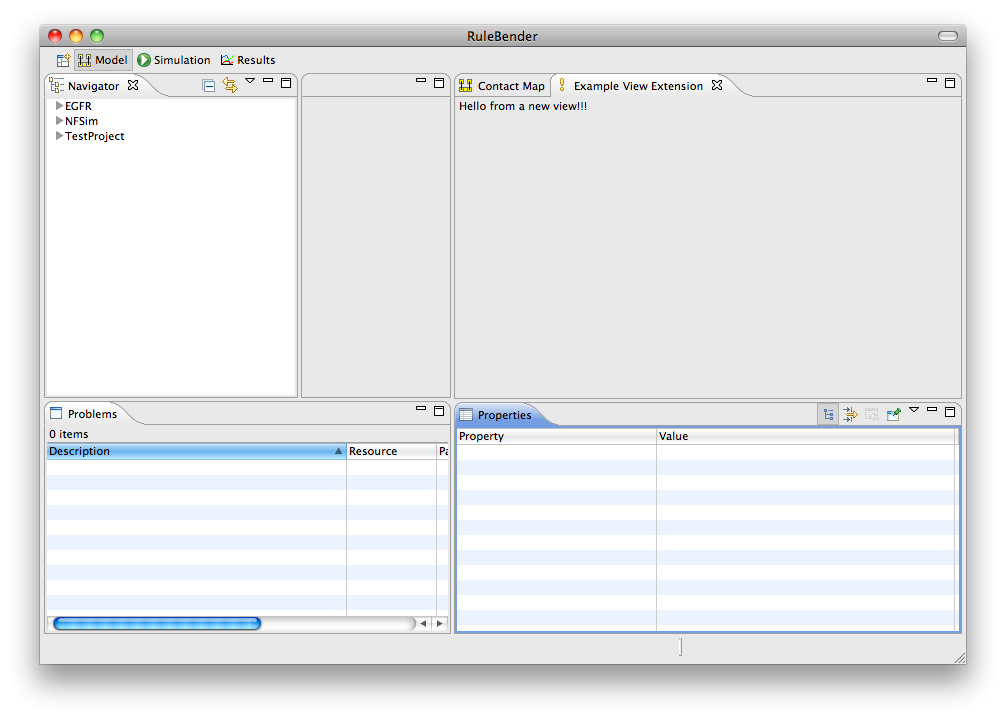 RuleBender
Model Simulation Results
Navigator
EGFR
NFSim
TestProject
Contact Map Example View Extension
Hello from a new view!!!
Problems
0 items
Description Resource Pa
Properties
Property Value